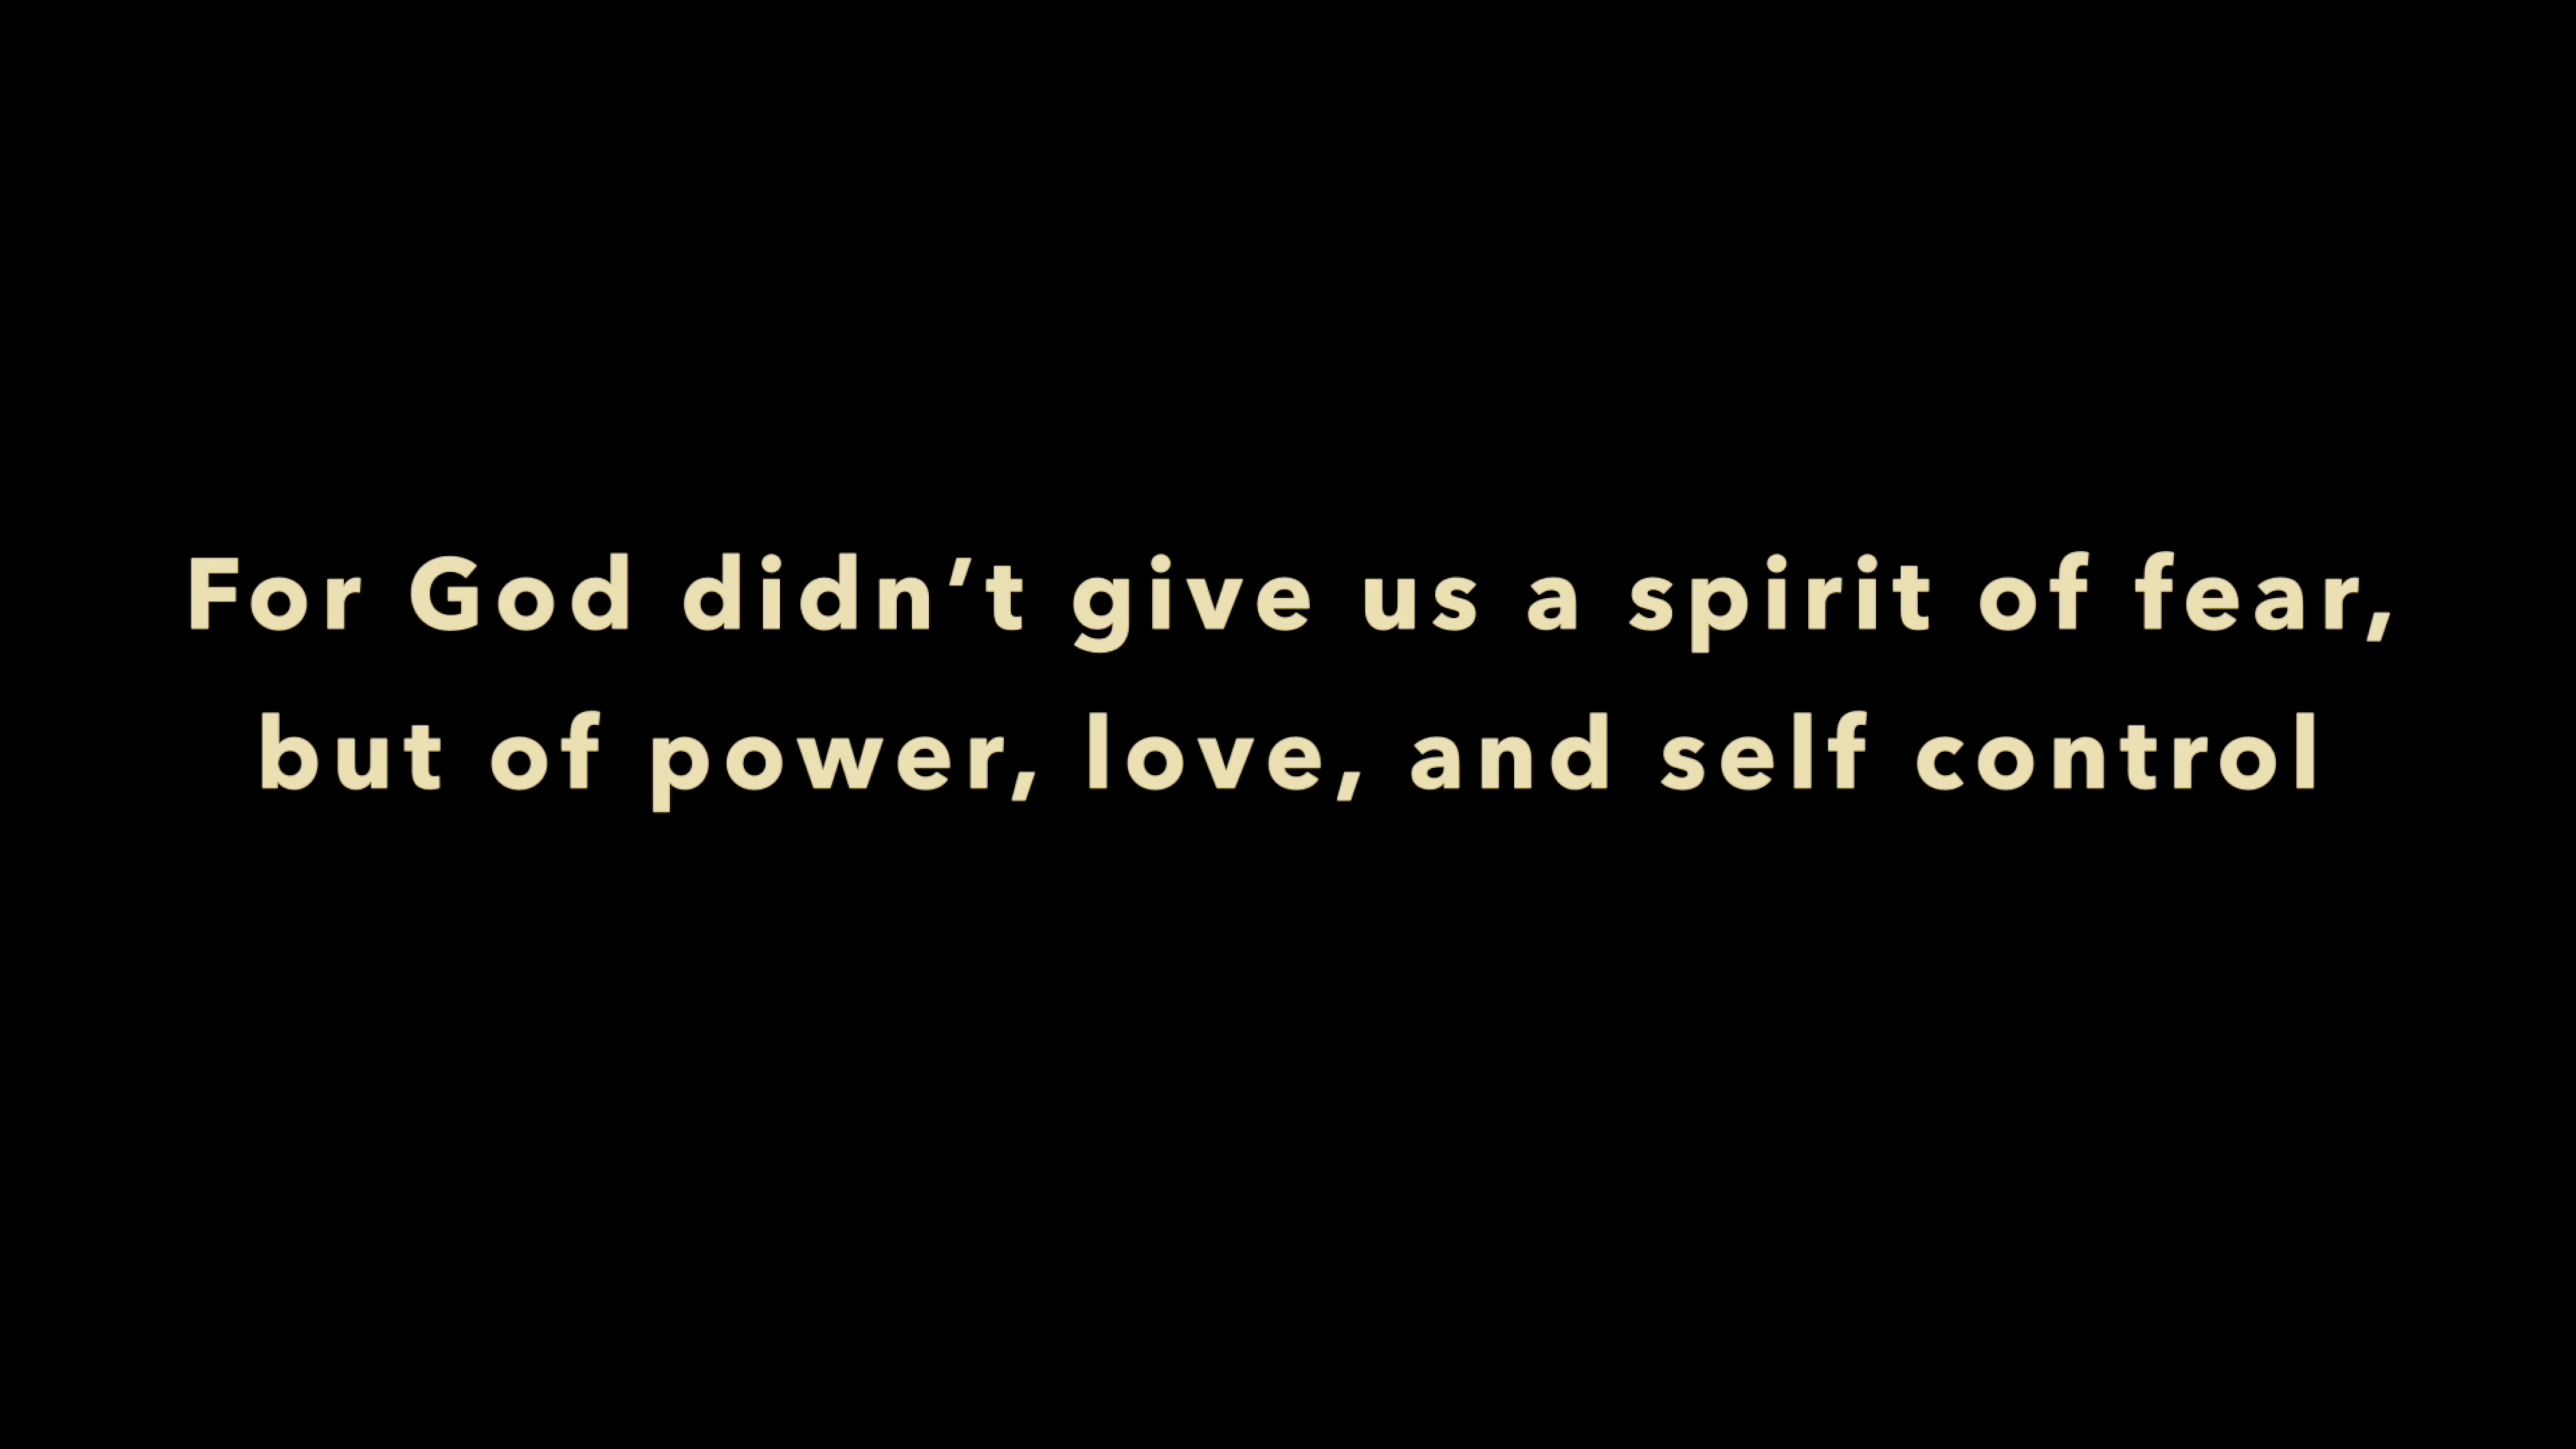 For God didn’t give us a spirit of fear,
but of power, love, and self control